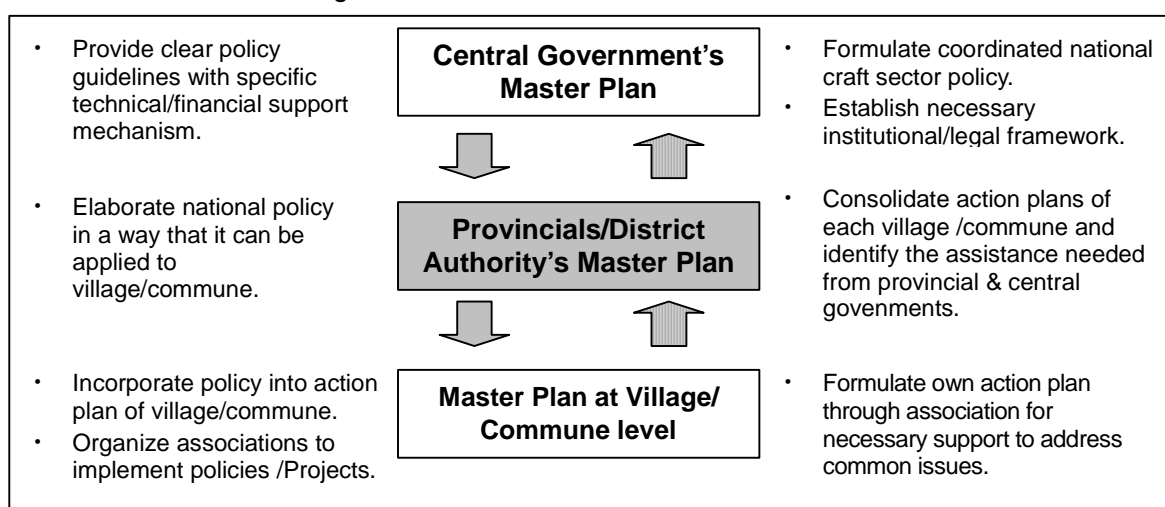 ・ Provide clear policy
guidelines with specific
technical/financial support
mechanism.
Central Government's
Master Plan
・ Formulate coordinated national
craft sector policy.
・ Establish necessary
institutional/legal framework.
・ Elaborate national policy
in a way that it can be
applied to
village/commune.
Provincials/District
Authority's Master Plan
・ Consolidate action plans of
each village /commune and
identify the assistance needed
from provincial & central
govenments.
・ Incorporate policy into action
plan of village/commune.
・ Organize associations to
implement policies /Projects.
Master Plan at Village/
Commune level
・ Formulate own action plan
through association for
necessary support to address
common issues.